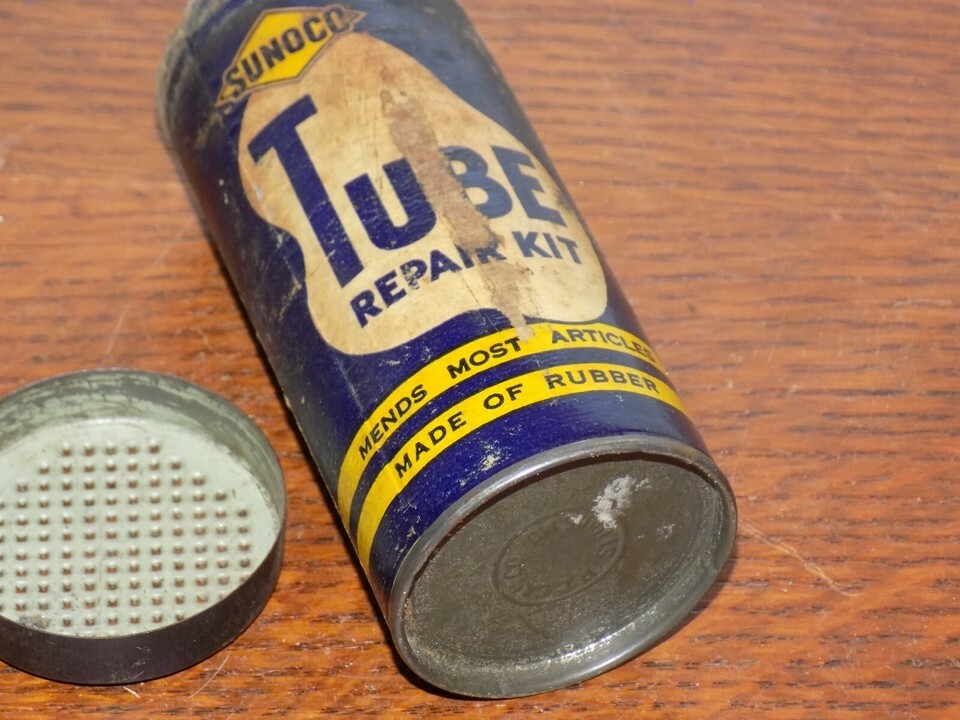 SUNOCO
TUBE
REPAIR KIT
MENDS MOST ARTICLES
MADE OF RUBBER